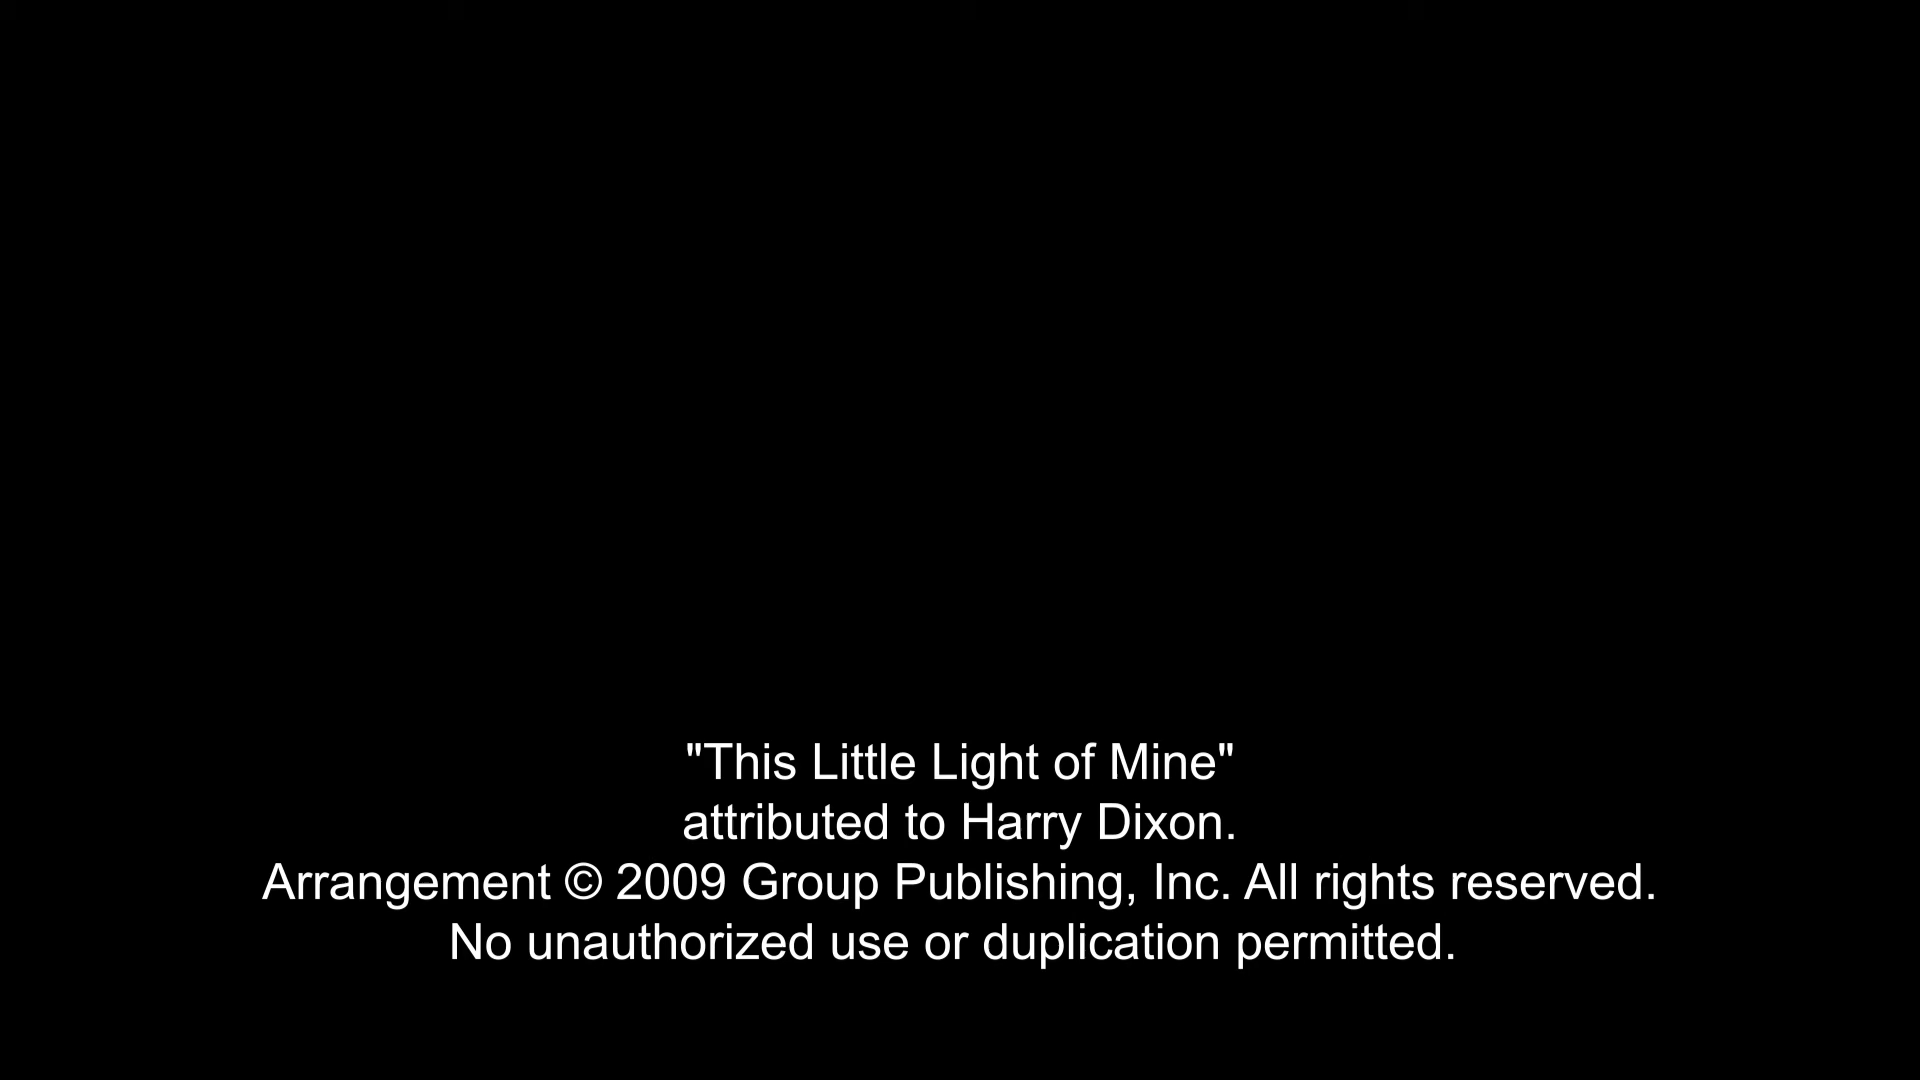 "This Little Light of Mine"
attributed to Harry Dixon.
Arrangement © 2009 Group Publishing, Inc. All rights reserved.
No unauthorized use or duplication permitted.